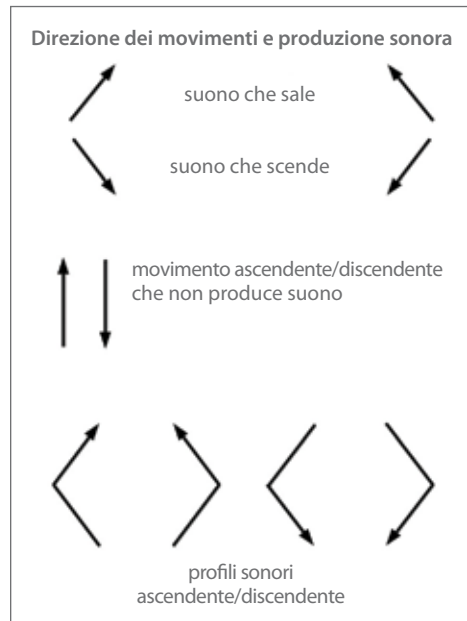 Direzione dei movimenti e produzione sonora
suono che sale
suono che scende
movimento ascendente/discendente
che non produce suono
profili sonori
ascendente/discendente